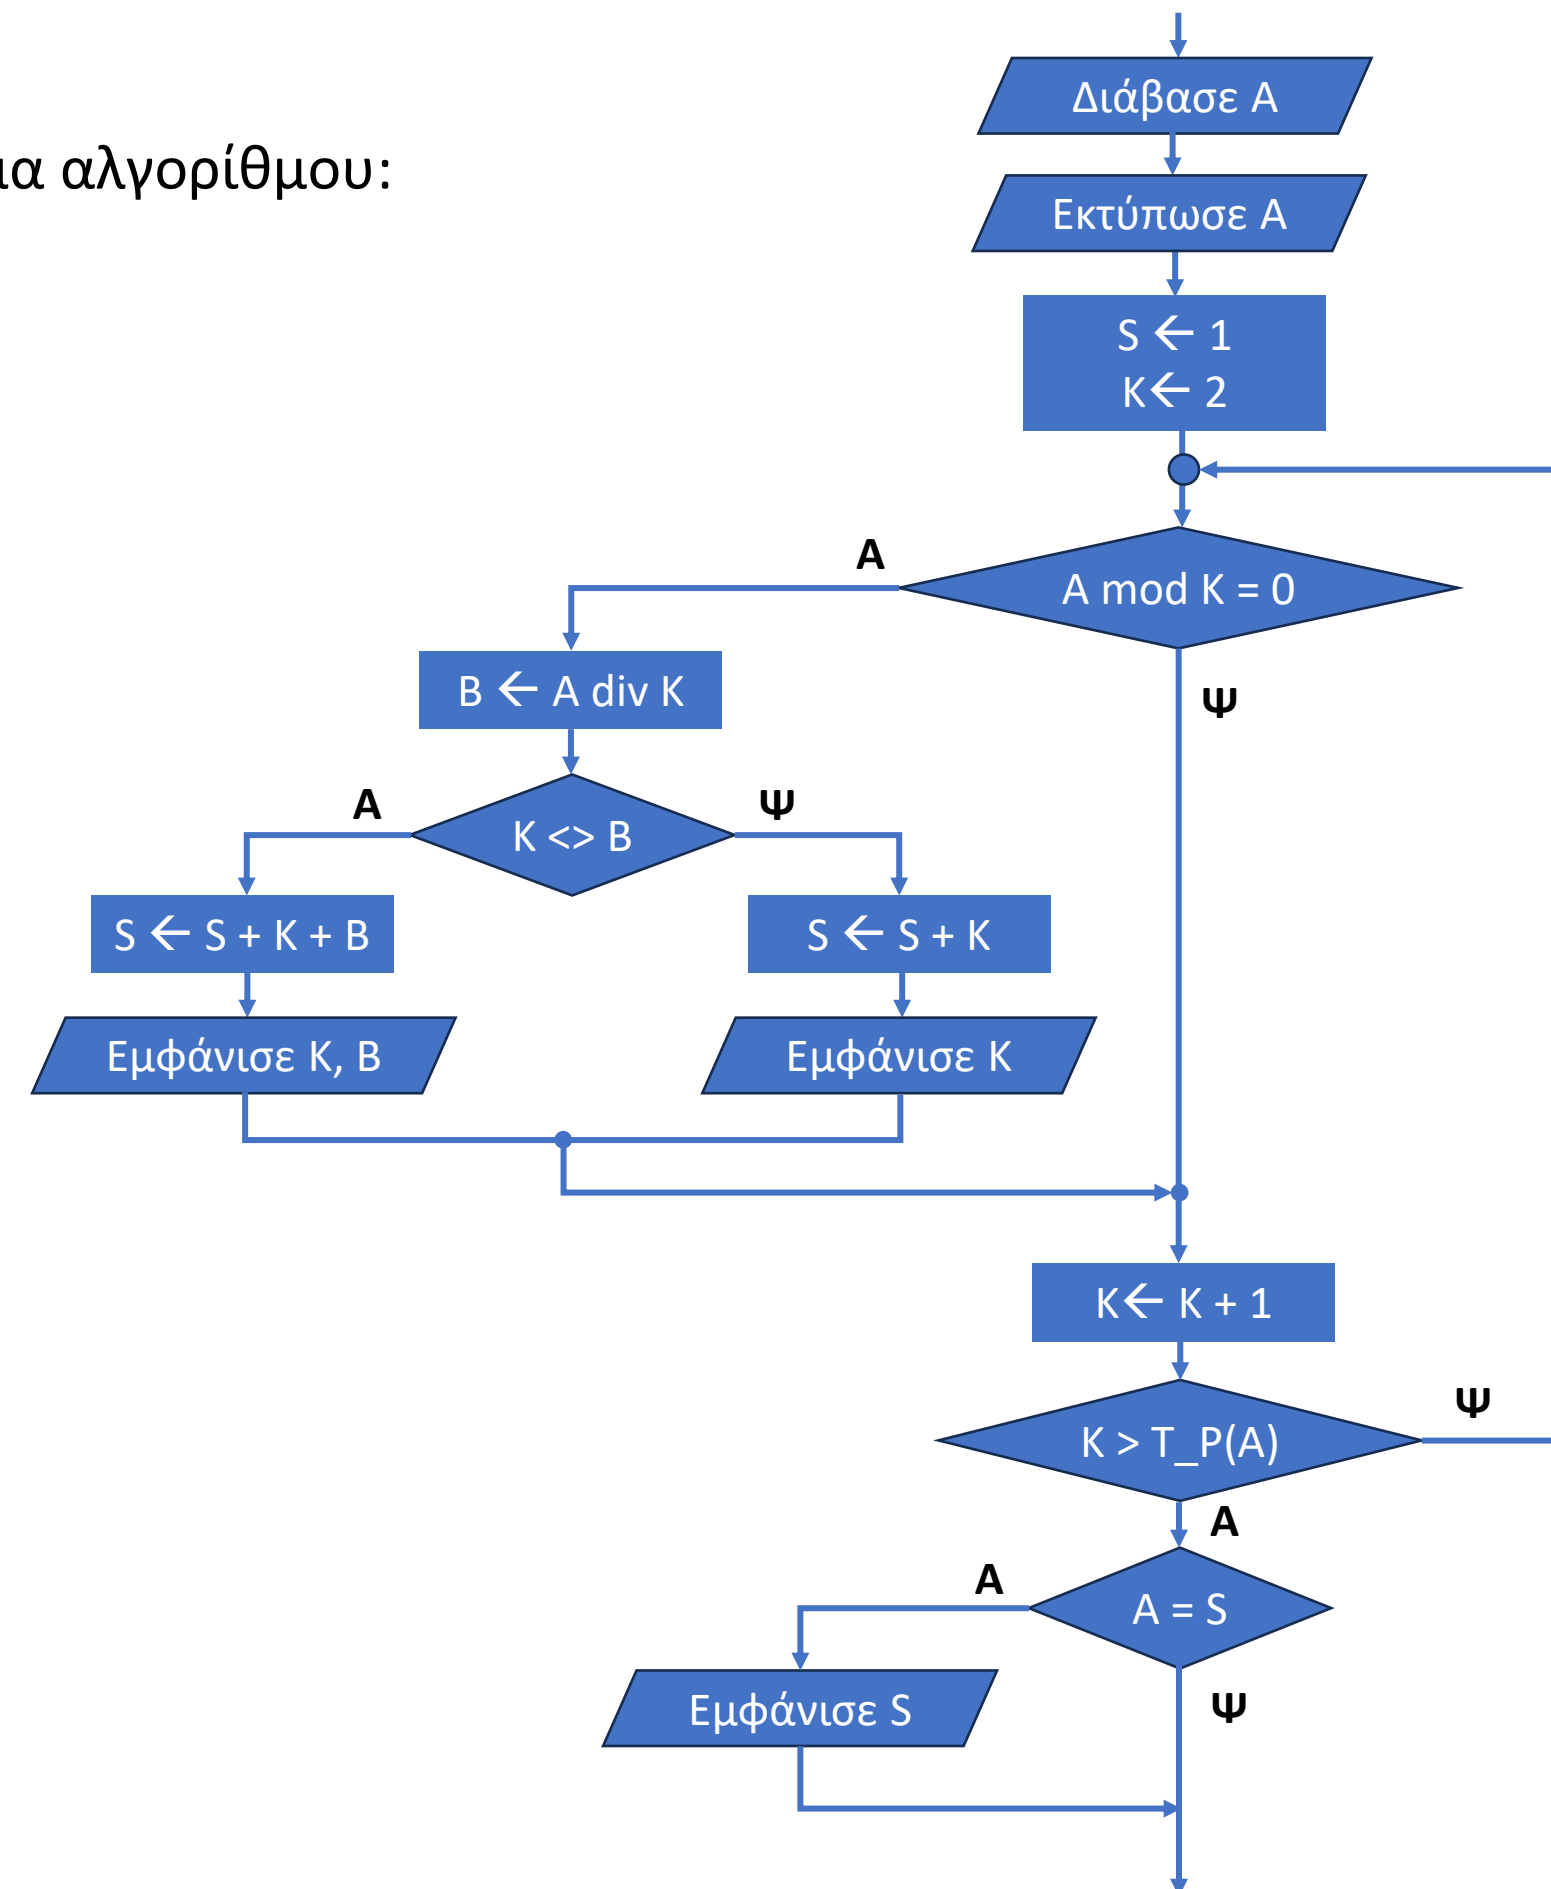 Διάβασε Α
ια αλγορίθμου:
Εκτύπωσε Α
S ← 1
K ← 2
Α
A mod K = 0
B ← A div K
Ψ
Α
Ψ
K <> B
S ← S + K + B
S ← S + K
Εμφάνισε K, B
Εμφάνισε K
K ← K + 1
Ψ
K > T_P(A)
Α
Α
A = S
Εμφάνισε S
Ψ